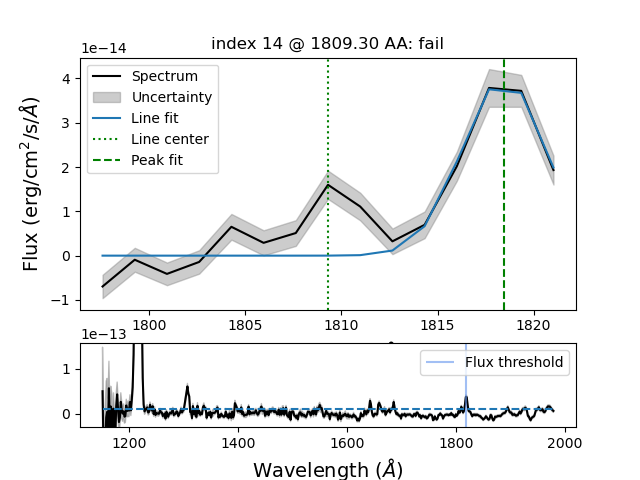 index 14 @ 1809.30 AA: fail
1e−14
Spectrum
Uncertainty
Line fit
Line center
Peak fit
Flux (erg/cm²/s/Å)
4
3
2
1
0
−1
1800
1805
1810
1815
1820
1e−13
Flux threshold
1
0
1200
1400
1600
1800
2000
Wavelength (Å)